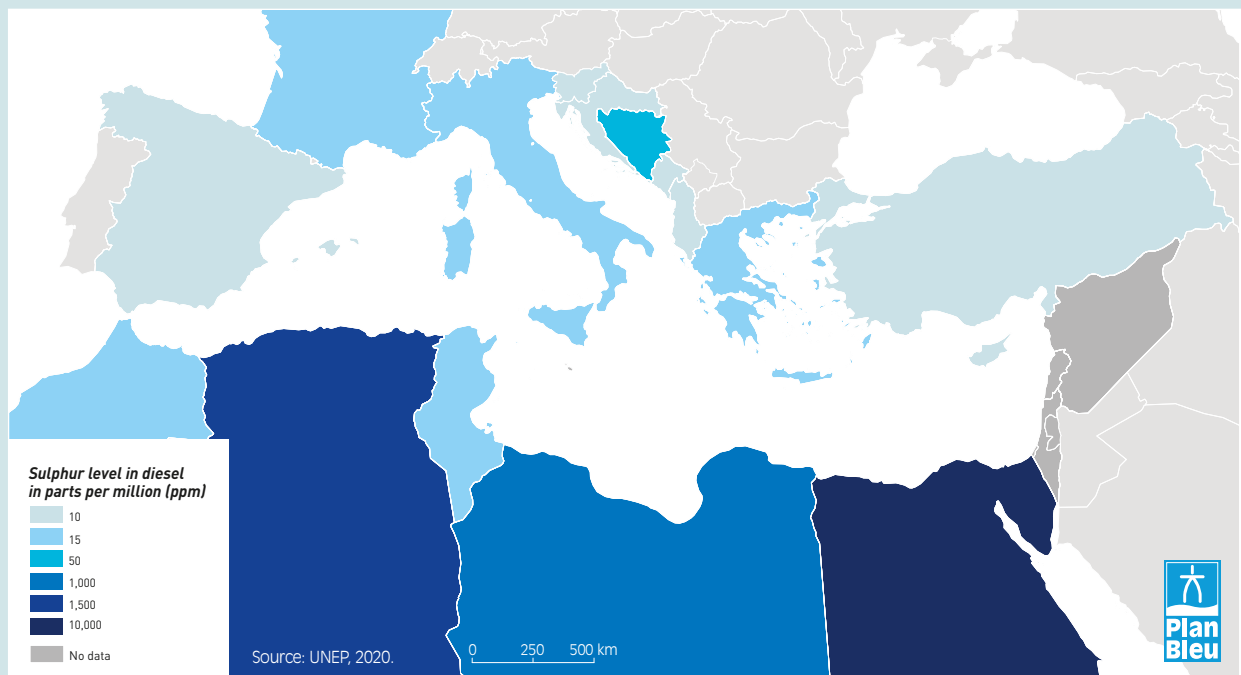 Sulphur level in diesel
in parts per million (ppm)
10
15
50
1,000
1,500
10,000
No data
Source: UNEP, 2020.
0 250 500 km
Plan
Bleu